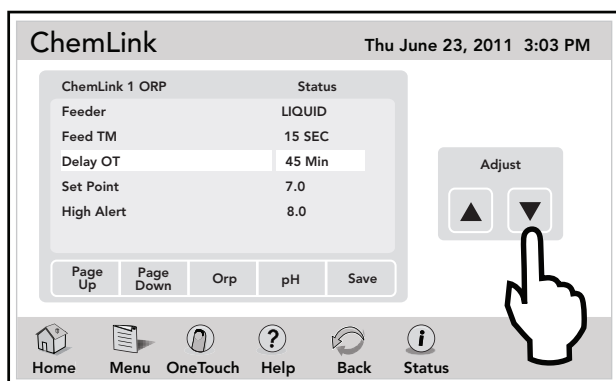 ChemLink Thu June 23, 2011 3:03 PM
ChemLink 1 ORP Status
Feeder LIQUID
Feed TM 15 SEC
Delay OT 45 Min
Set Point 7.0
High Alert 8.0
Adjust
Page Up Page Down Orp pH Save
Home Menu OneTouch ? Help Back i Status